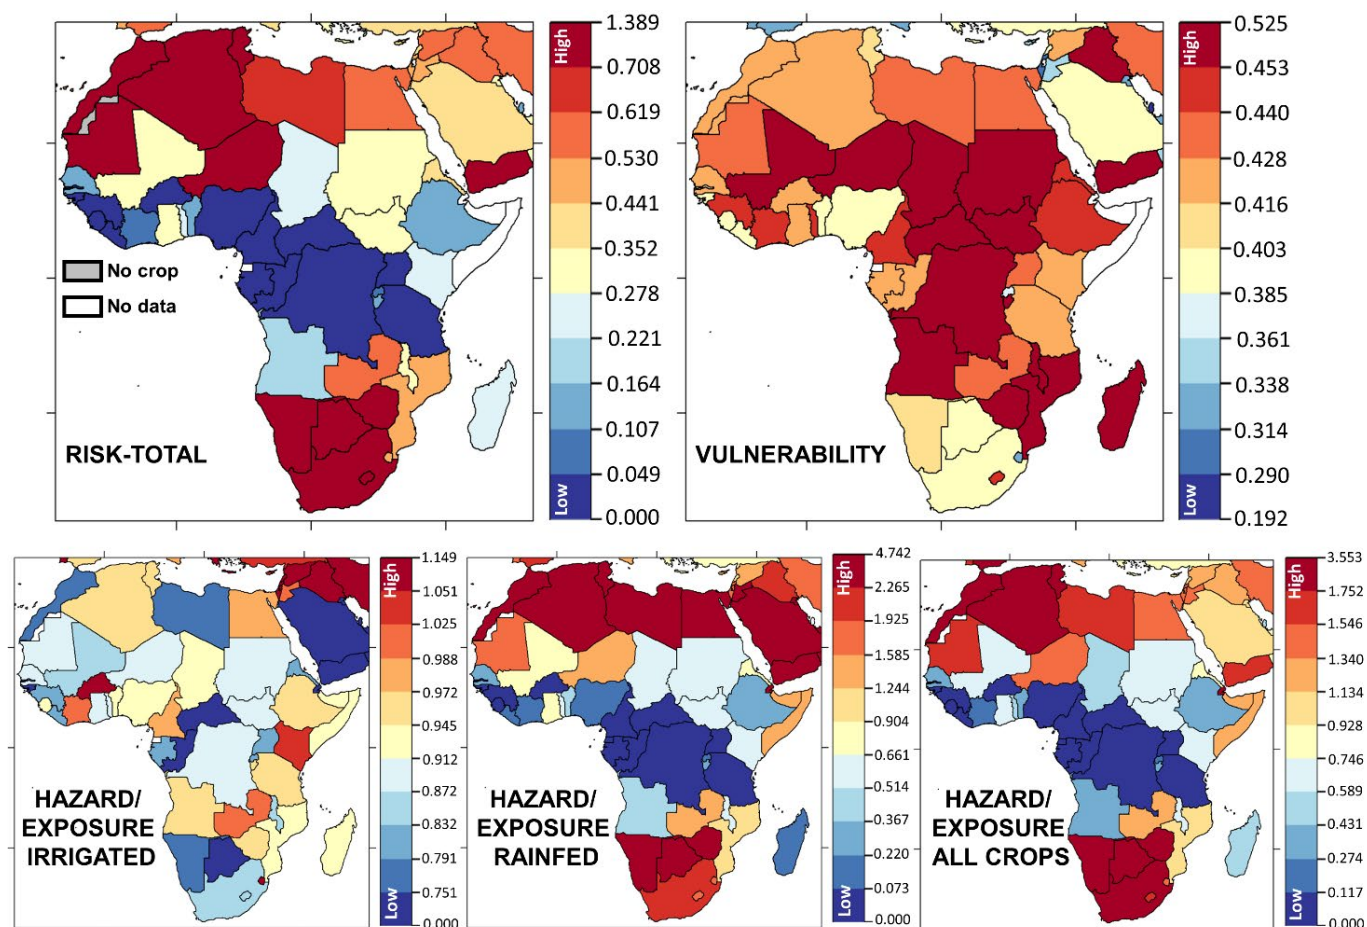 High
1.389
0.708
0.619
0.530
0.441
0.352
0.278
0.221
0.164
0.107
0.049
0.000
Low
No crop
No data
RISK-TOTAL
High
0.525
0.453
0.440
0.428
0.416
0.403
0.385
0.361
0.338
0.314
0.290
0.192
Low
VULNERABILITY
High
1.149
1.051
1.025
0.988
0.972
0.945
0.912
0.872
0.832
0.791
0.751
0.000
Low
HAZARD/
EXPOSURE
IRRIGATED
High
4.742
2.265
1.925
1.585
1.244
0.904
0.661
0.514
0.367
0.220
0.073
0.000
Low
HAZARD/
EXPOSURE
RAINFED
High
3.553
1.752
1.546
1.340
1.134
0.928
0.746
0.589
0.431
0.274
0.117
0.000
Low
HAZARD/
EXPOSURE
ALL CROPS